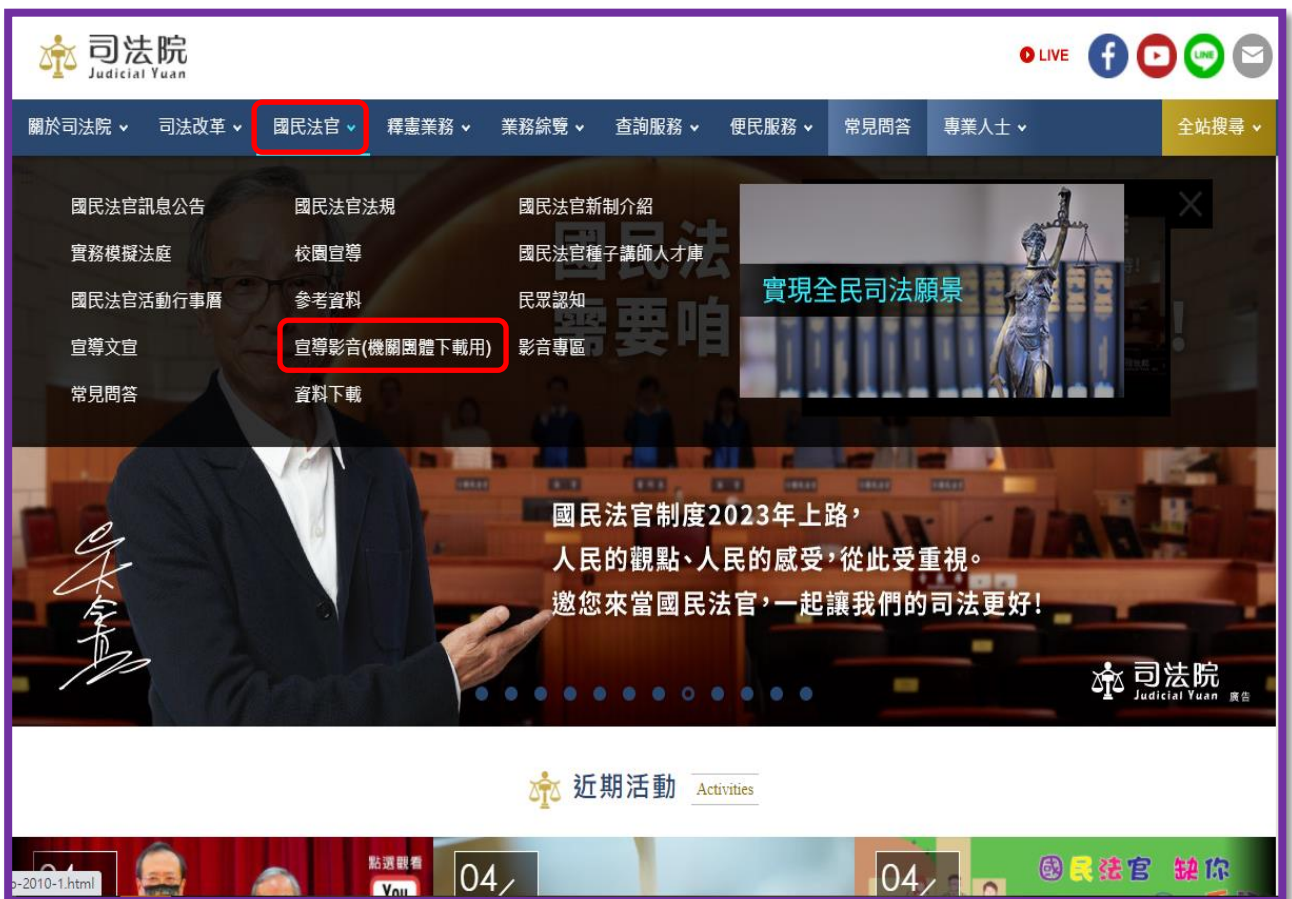 司法院
Judicial Yuan
LIVE
LINE
關於司法院
司法改革
國民法官
釋憲業務
業務綜覽
查詢服務
便民服務
常見問答
專業人士
全站搜尋
國民法官訊息公告 國民法官法規 國民法官新制介紹
實務模擬法庭 校園宣導 國民法官種子講師人才庫
國民法官活動行事曆 參考資料 民眾認知
宣導文宣 宣導影音(機關團體下載用) 影音專區
常見問答 資料下載
實現全民司法願景
國民法
需要咱
!
國民法官制度2023年上路,
人民的觀點、人民的感受,從此受重視。
邀您來當國民法官,一起讓我們的司法更好!
司法院
Judicial Yuan 廣告
近期活動 Activities
點選觀看
You
04
04
國民法官 缺你
-2010-1.html